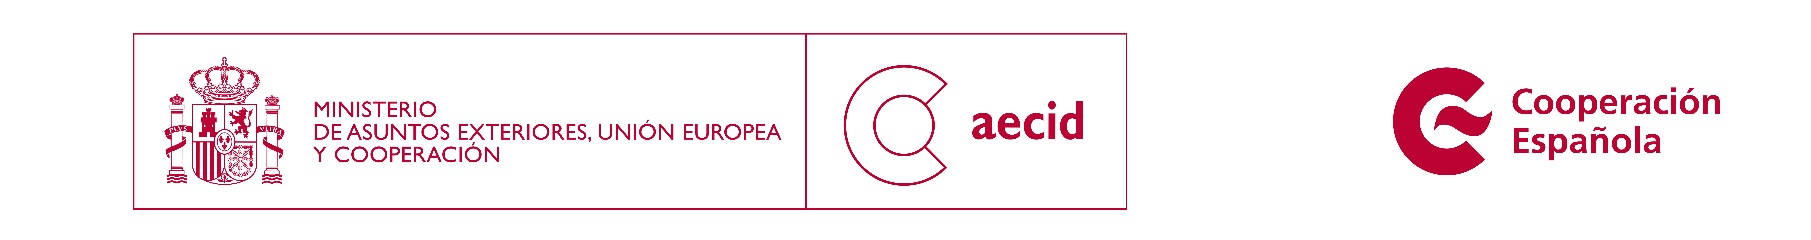 MINISTERIO
DE ASUNTOS EXTERIORES, UNIÓN EUROPEA
Y COOPERACIÓN
aecid
Cooperación
Española